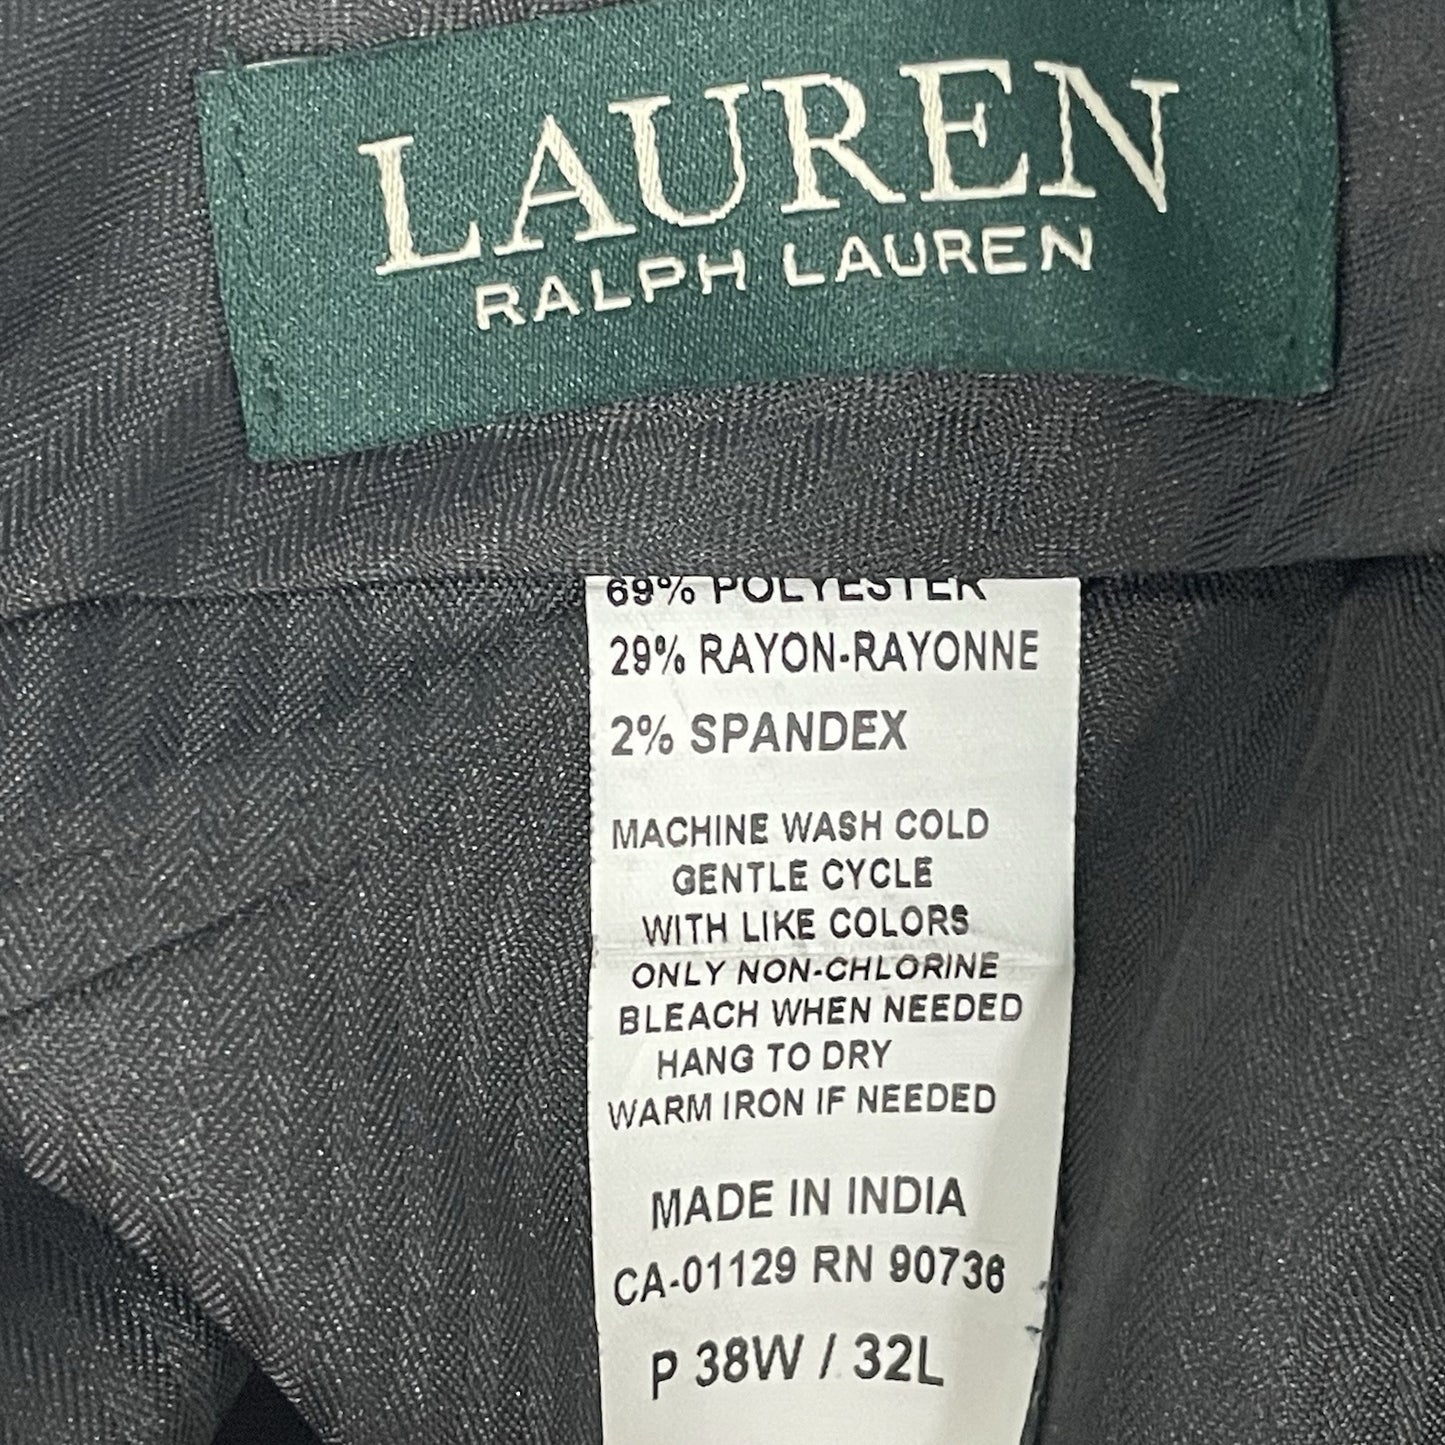 LAUREN
RALPH LAUREN
69% POLYESTER
29% RAYON-RAYONNE
2% SPANDEX
MACHINE WASH COLD
GENTLE CYCLE
WITH LIKE COLORS
ONLY NON-CHLORINE
BLEACH WHEN NEEDED
HANG TO DRY
WARM IRON IF NEEDED
MADE IN INDIA
CA-01129 RN 90736
P 38W / 32L